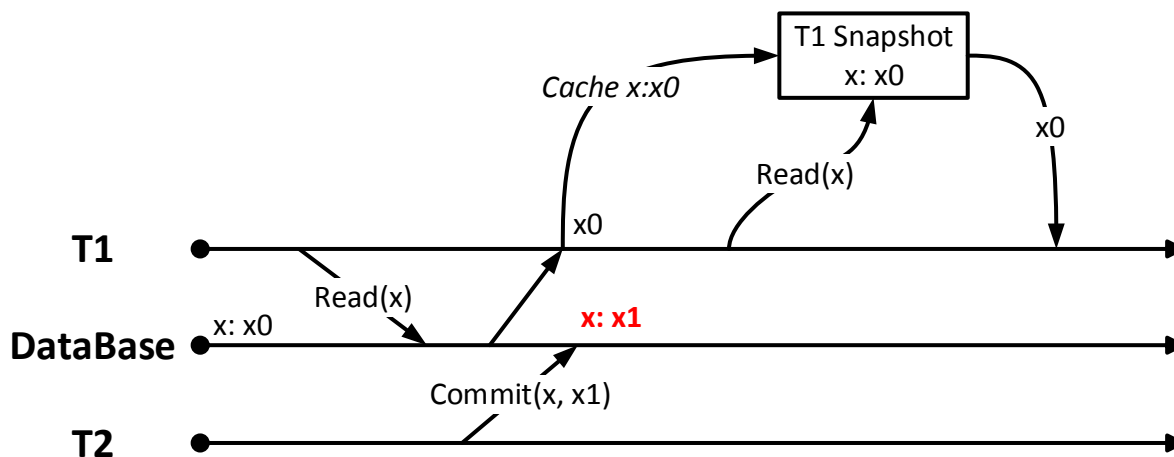 T1 Snapshot
x: x0
Cache x:x0
x0
Read(x)
x0
T1
Read(x)
x: x0
x: x1
DataBase
Commit(x, x1)
T2